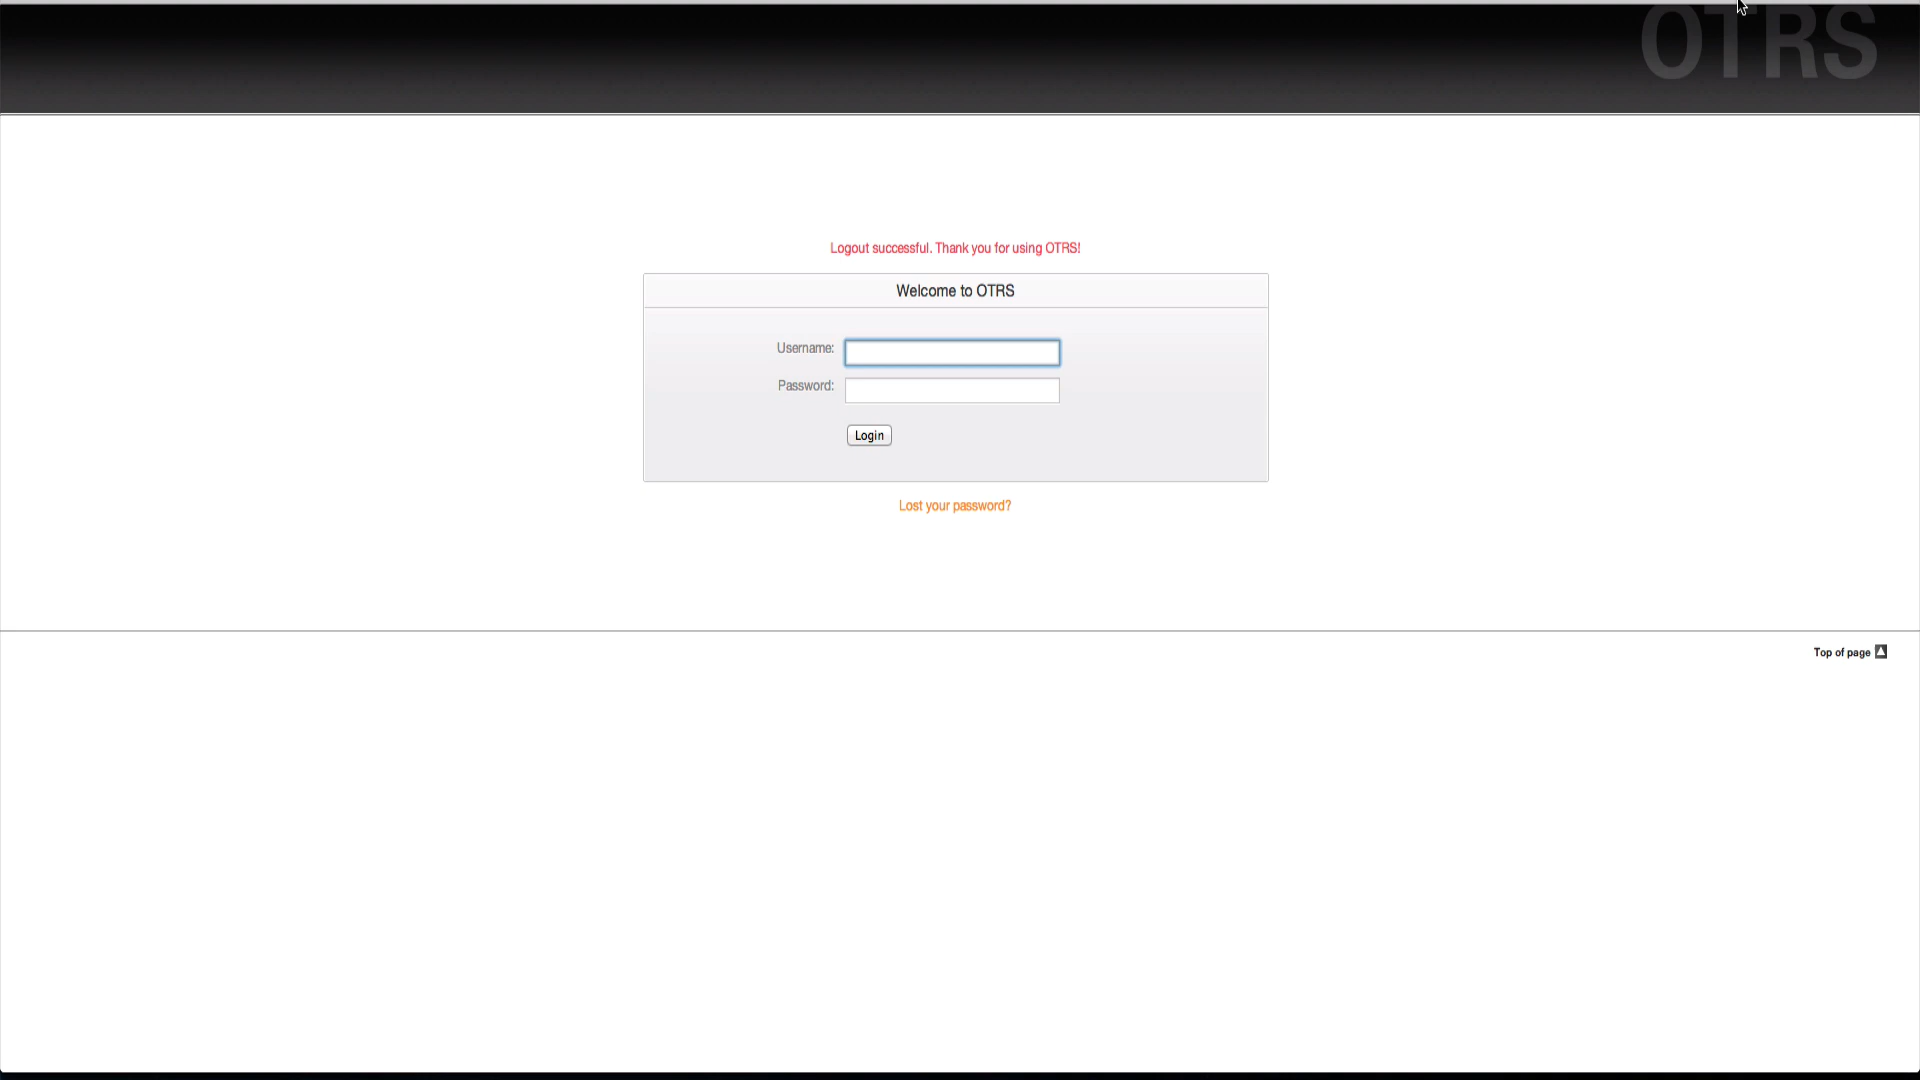 OTRS
Logout successful. Thank you for using OTRS!
Welcome to OTRS
Username:
Password:
Login
Lost your password?
Top of page